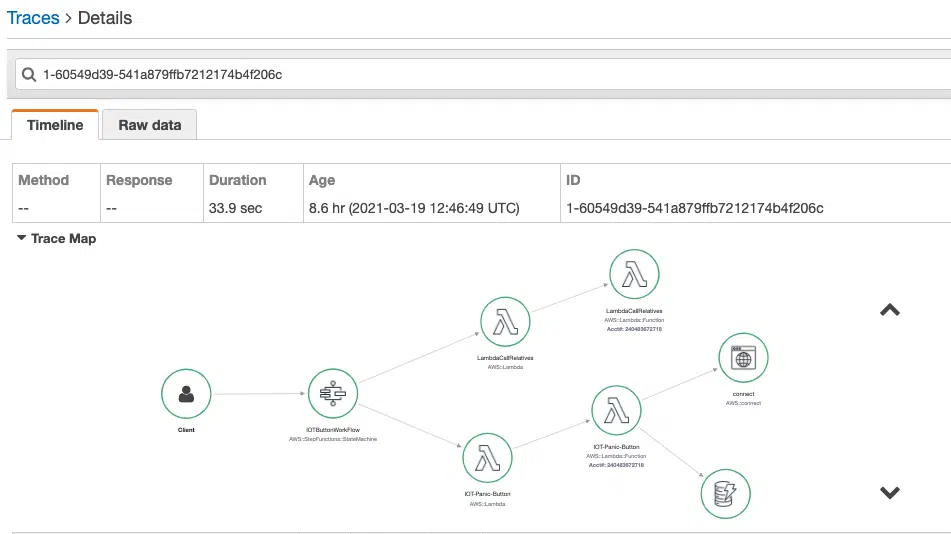 Traces > Details
1-60549d39-541a879ffb7212174b4f206c
Timeline
Raw data
Method
Response
Duration
Age
ID
--
--
33.9 sec
8.6 hr (2021-03-19 12:46:49 UTC)
1-60549d39-541a879ffb7212174b4f206c
Trace Map
LambdaCallRelatives
AWS::Lambda::Function
Acct#: 240483672718
LambdaCallRelatives
AWS::Lambda
connect
AWS::connect
Client
IOTButtonWorkFlow
AWS::StepFunctions::StateMachine
IOT-Panic-Button
AWS::Lambda::Function
Acct#: 240483672718
IOT-Panic-Button
AWS::Lambda